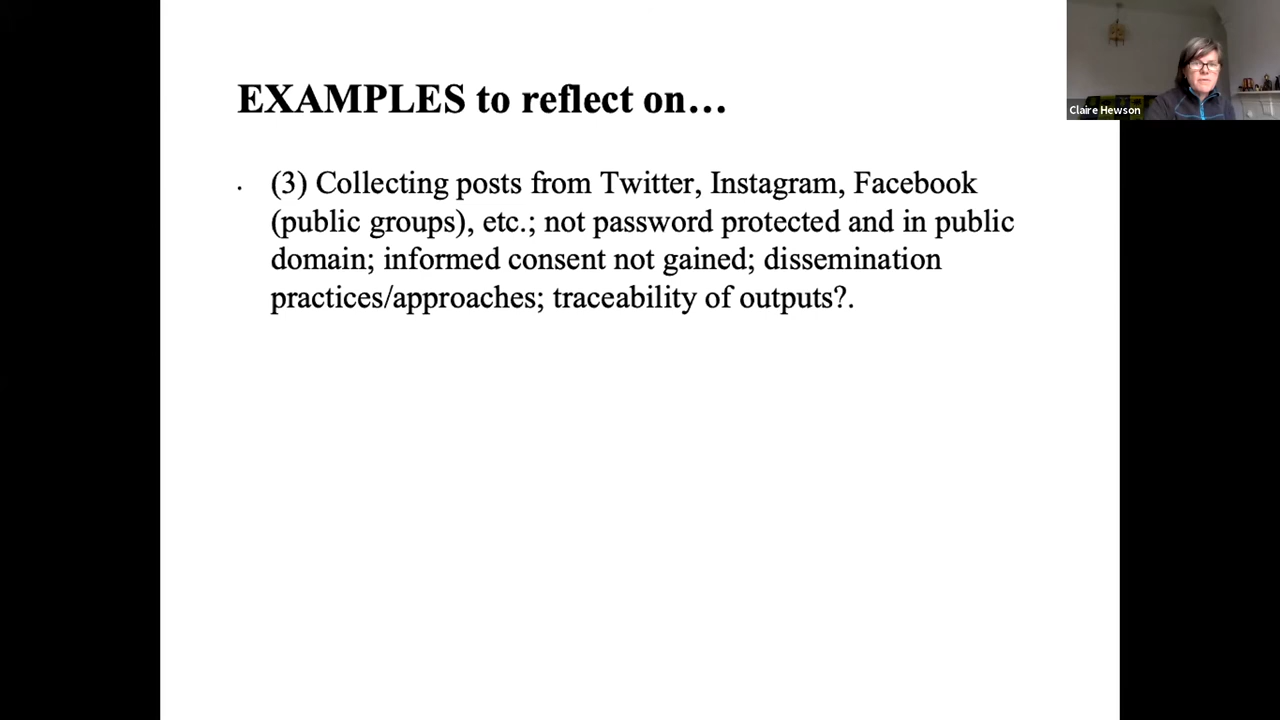 EXAMPLES to reflect on…
· (3) Collecting posts from Twitter, Instagram, Facebook
(public groups), etc.; not password protected and in public
domain; informed consent not gained; dissemination
practices/approaches; traceability of outputs?.
Claire Hewson